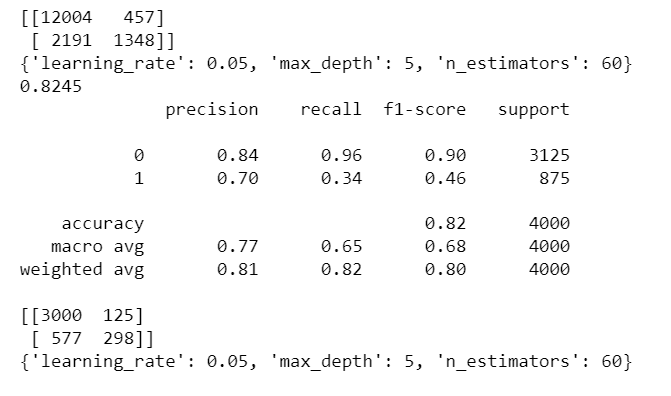 [[12004 457]
[ 2191 1348]]
{'learning_rate': 0.05, 'max_depth': 5, 'n_estimators': 60}
0.8245
precision recall f1-score support
0 0.84 0.96 0.90 3125
1 0.70 0.34 0.46 875
accuracy 0.82 4000
macro avg 0.77 0.65 0.68 4000
weighted avg 0.81 0.82 0.80 4000
[[3000 125]
[ 577 298]]
{'learning_rate': 0.05, 'max_depth': 5, 'n_estimators': 60}